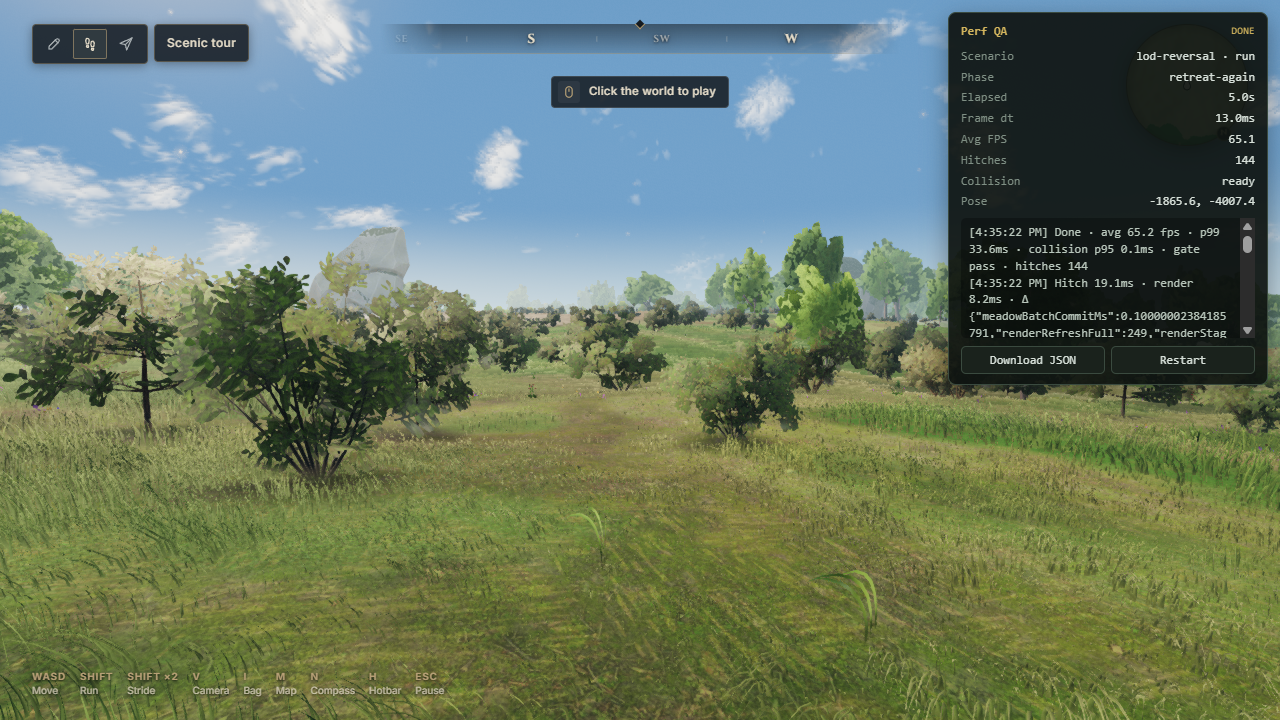 Scenic tour
SE S SW W
Click the world to play
Perf QA DONE
Scenario lod-reversal · run
Phase retreat-again
Elapsed 5.0s
Frame dt 13.0ms
Avg FPS 65.1
Hitches 144
Collision ready
Pose -1865.6, -4007.4
[4:35:22 PM] Done · avg 65.2 fps · p99
33.6ms · collision p95 0.1ms · gate
pass · hitches 144
[4:35:22 PM] Hitch 19.1ms · render
8.2ms · Δ
{"meadowBatchCommitMs":0.10000002384185
791,"renderRefreshFull":249,"renderStag
Download JSON Restart
WASD SHIFT SHIFT ×2 V I M N H ESC
Move Run Stride Camera Bag Map Compass Hotbar Pause